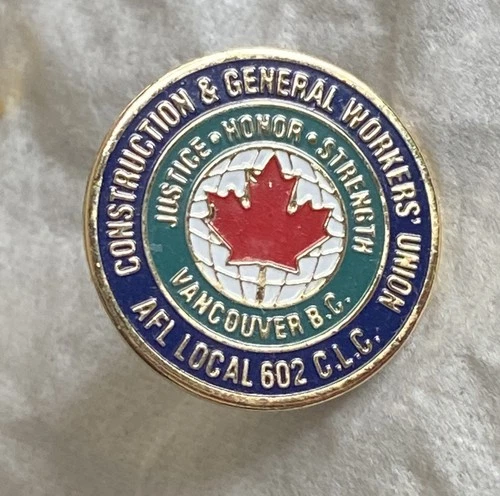 CONSTRUCTION & GENERAL WORKERS' UNION
AFL LOCAL 602 C.L.C.
JUSTICE • HONOR • STRENGTH
VANCOUVER B.C.